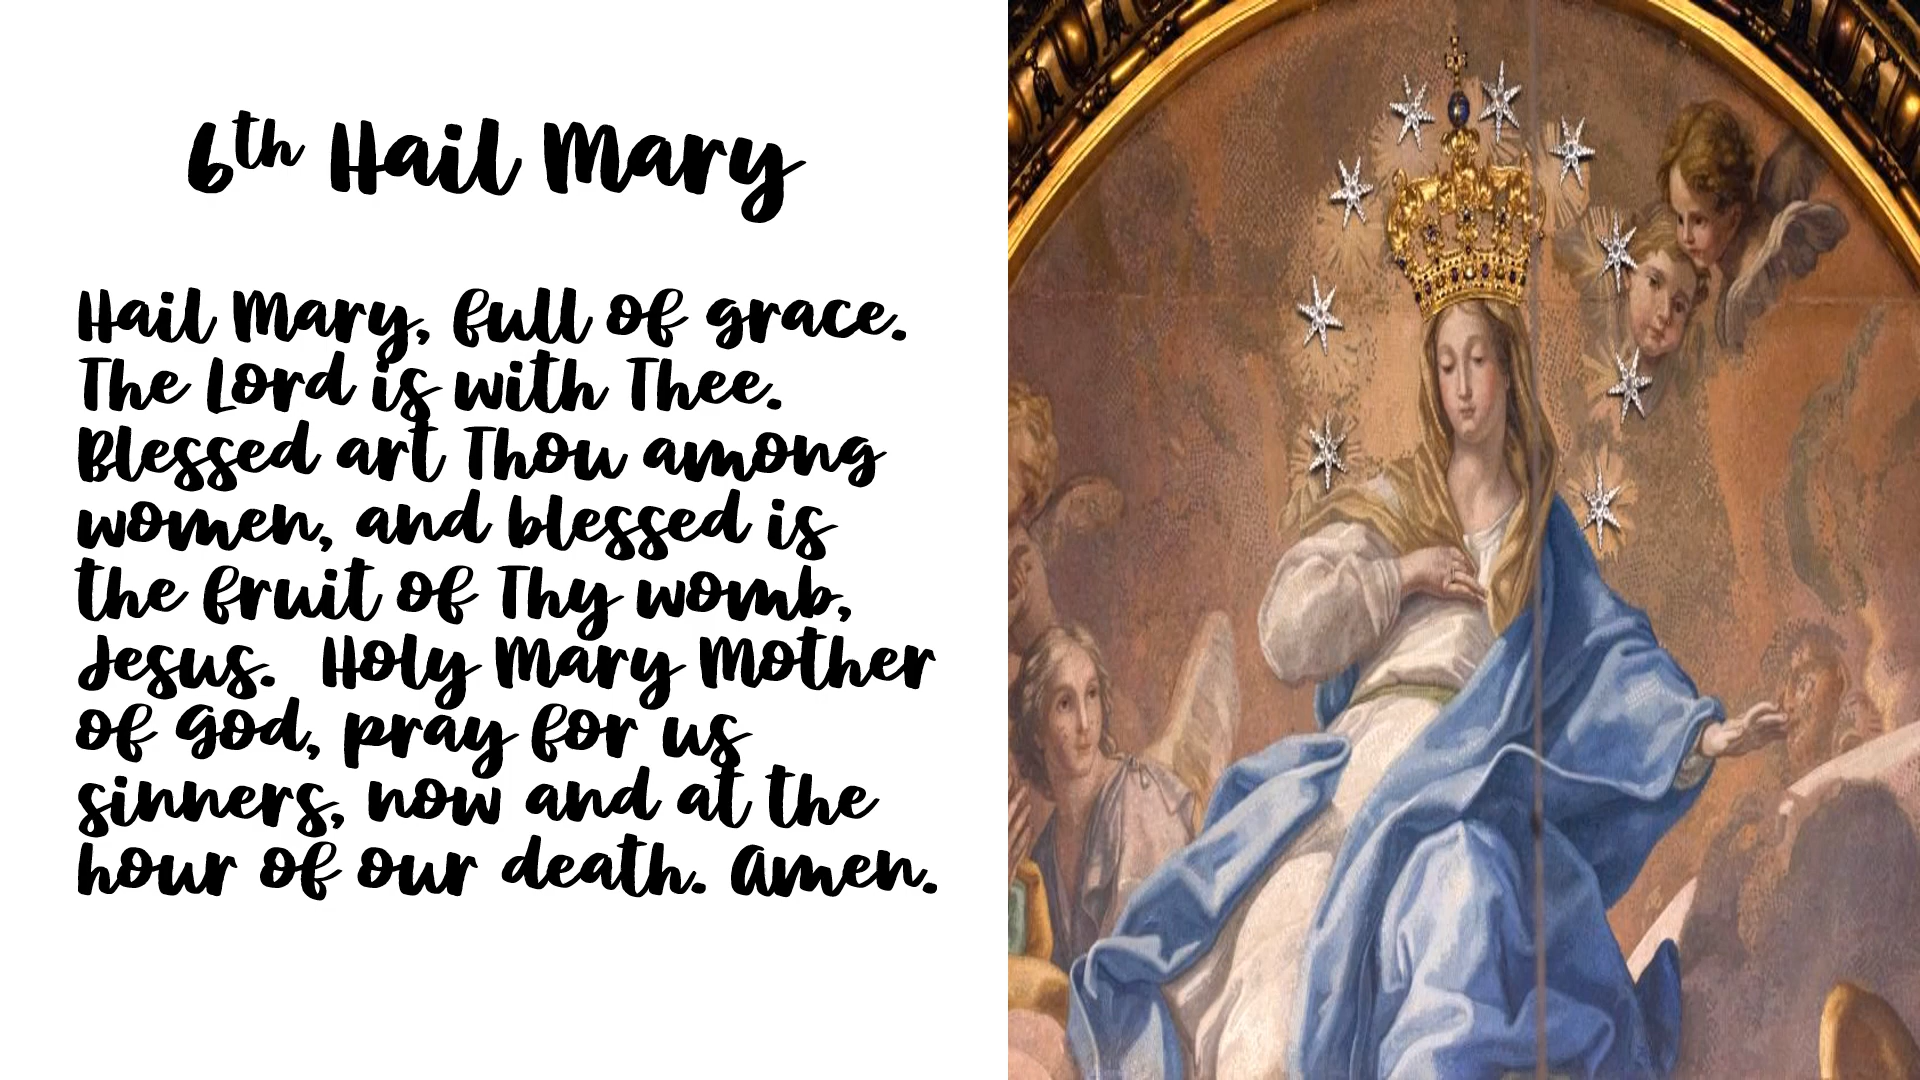 6th Hail Mary
Hail Mary, full of grace.
The Lord is with Thee.
Blessed art Thou among
women, and blessed is
the fruit of Thy womb,
Jesus.  Holy Mary Mother
of God, pray for us
sinners, now and at the
hour of our death. Amen.